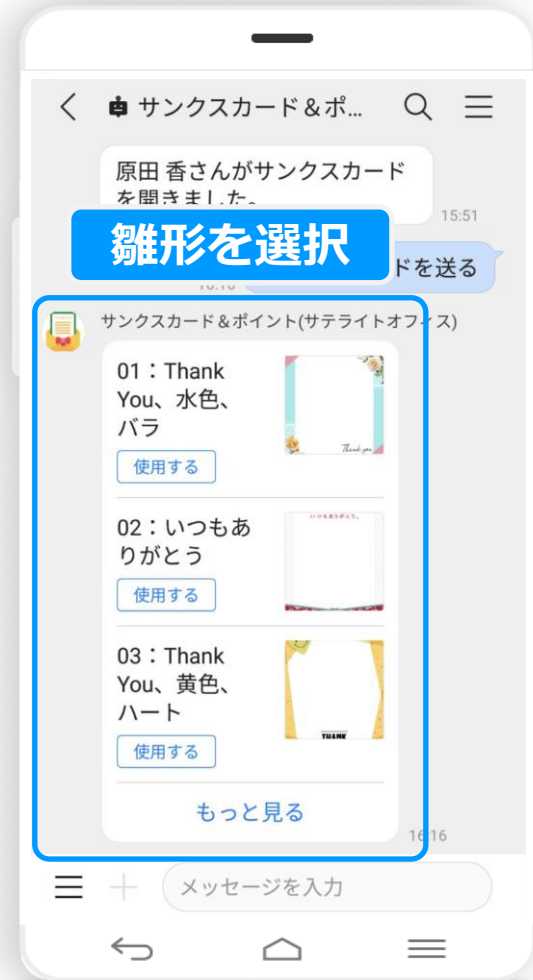 サンクスカード＆ポ...
原田 香さんがサンクスカード
を開きました。
15:51
雛形を選択
ドを送る
16:16
サンクスカード＆ポイント(サテライトオフィス)
01：Thank
You、水色、
バラ
使用する
Thank you
02：いつもあ
りがとう
使用する
いつもありがとう。
03：Thank
You、黄色、
ハート
使用する
THANK
もっと見る
16:16
メッセージを入力